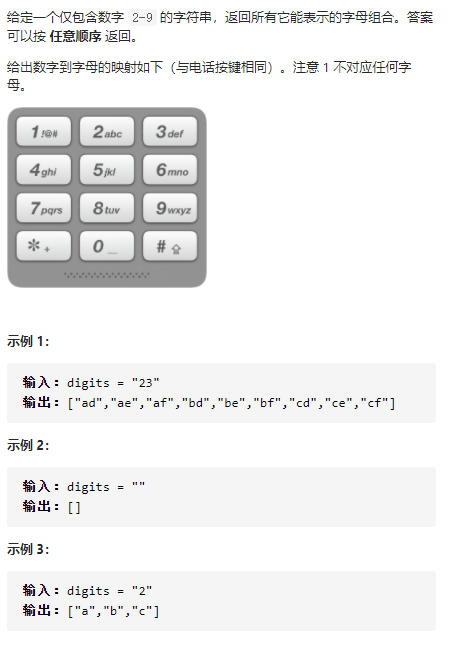 给定一个仅包含数字 2-9 的字符串，返回所有它能表示的字母组合。答案
可以按 任意顺序 返回。
给出数字到字母的映射如下（与电话按键相同）。注意 1 不对应任何字
母。
1 !@# 2 abc 3 def
4 ghi 5 jkl 6 mno
7 pqrs 8 tuv 9 wxyz
* + 0 _ #
示例 1：
输入：digits = "23"
输出：["ad","ae","af","bd","be","bf","cd","ce","cf"]
示例 2：
输入：digits = ""
输出：[]
示例 3：
输入：digits = "2"
输出：["a","b","c"]